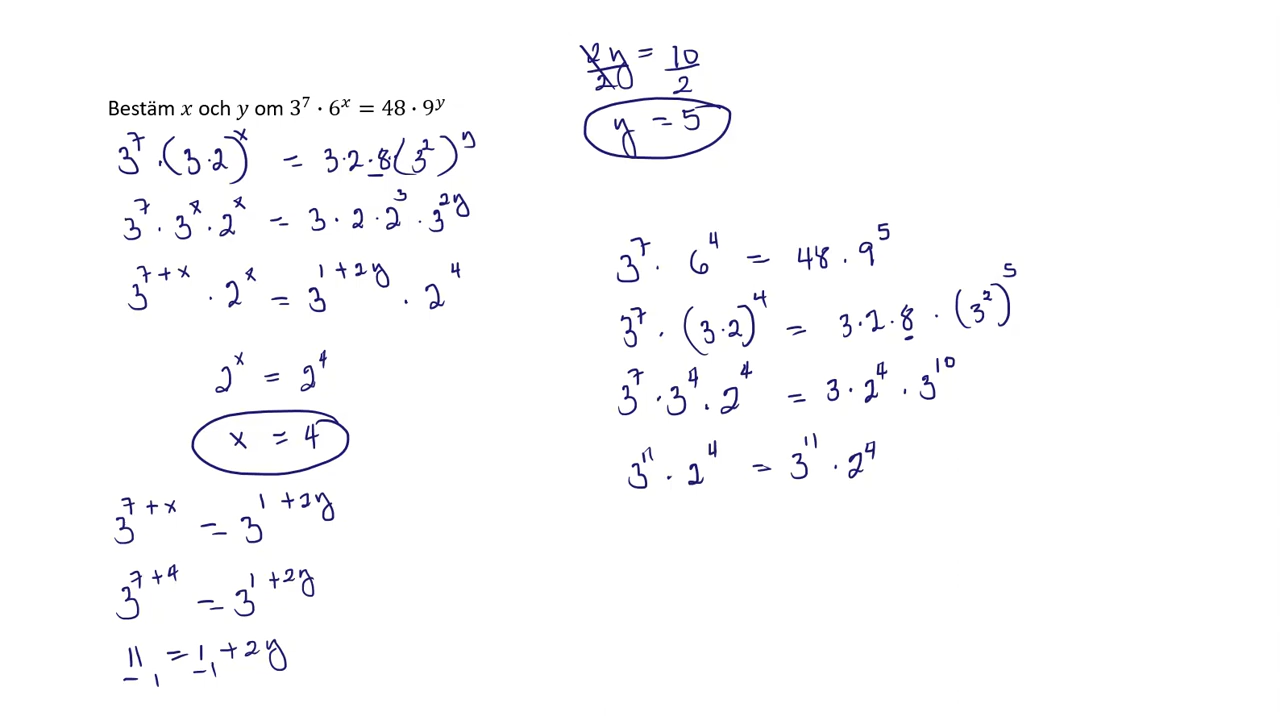 Bestäm x och y om 3⁷ · 6ˣ = 48 · 9ʸ
3⁷ · (3·2)ˣ = 3·2·8·(3²)ʸ
3⁷ · 3ˣ · 2ˣ = 3 · 2 · 2³ · 3²ʸ
3⁷⁺ˣ · 2ˣ = 3¹⁺²ʸ · 2⁴
2ˣ = 2⁴
x = 4
3⁷⁺ˣ = 3¹⁺²ʸ
3⁷⁺⁴ = 3¹⁺²ʸ
11 = 1 + 2y
-1 -1
2y/2 = 10/2
y = 5
3⁷ · 6⁴ = 48 · 9⁵
3⁷ · (3·2)⁴ = 3·2·8 · (3²)⁵
3⁷ · 3⁴ · 2⁴ = 3 · 2⁴ · 3¹⁰
3¹¹ · 2⁴ = 3¹¹ · 2⁴